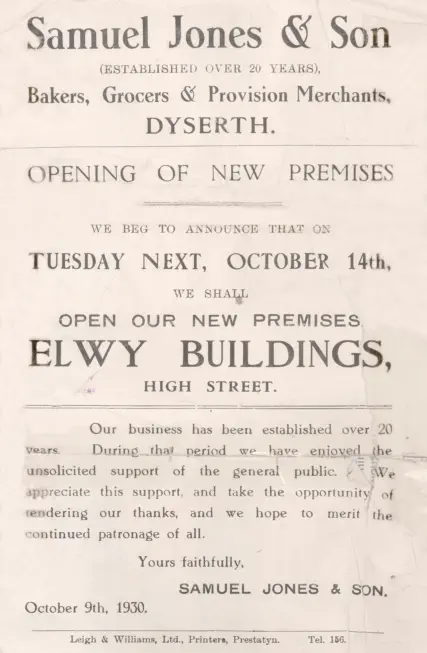 Samuel Jones & Son
(ESTABLISHED OVER 20 YEARS),
Bakers, Grocers & Provision Merchants,
DYSERTH.
OPENING OF NEW PREMISES
WE BEG TO ANNOUNCE THAT ON
TUESDAY NEXT, OCTOBER 14th,
WE SHALL
OPEN OUR NEW PREMISES,
ELWY BUILDINGS,
HIGH STREET.
Our business has been established over 20
years. During that period we have enjoyed the
unsolicited support of the general public. We
appreciate this support, and take the opportunity of
tendering our thanks, and we hope to merit the
continued patronage of all.
Yours faithfully,
SAMUEL JONES & SON.
October 9th, 1930.
Leigh & Williams, Ltd., Printers, Prestatyn. Tel. 156.